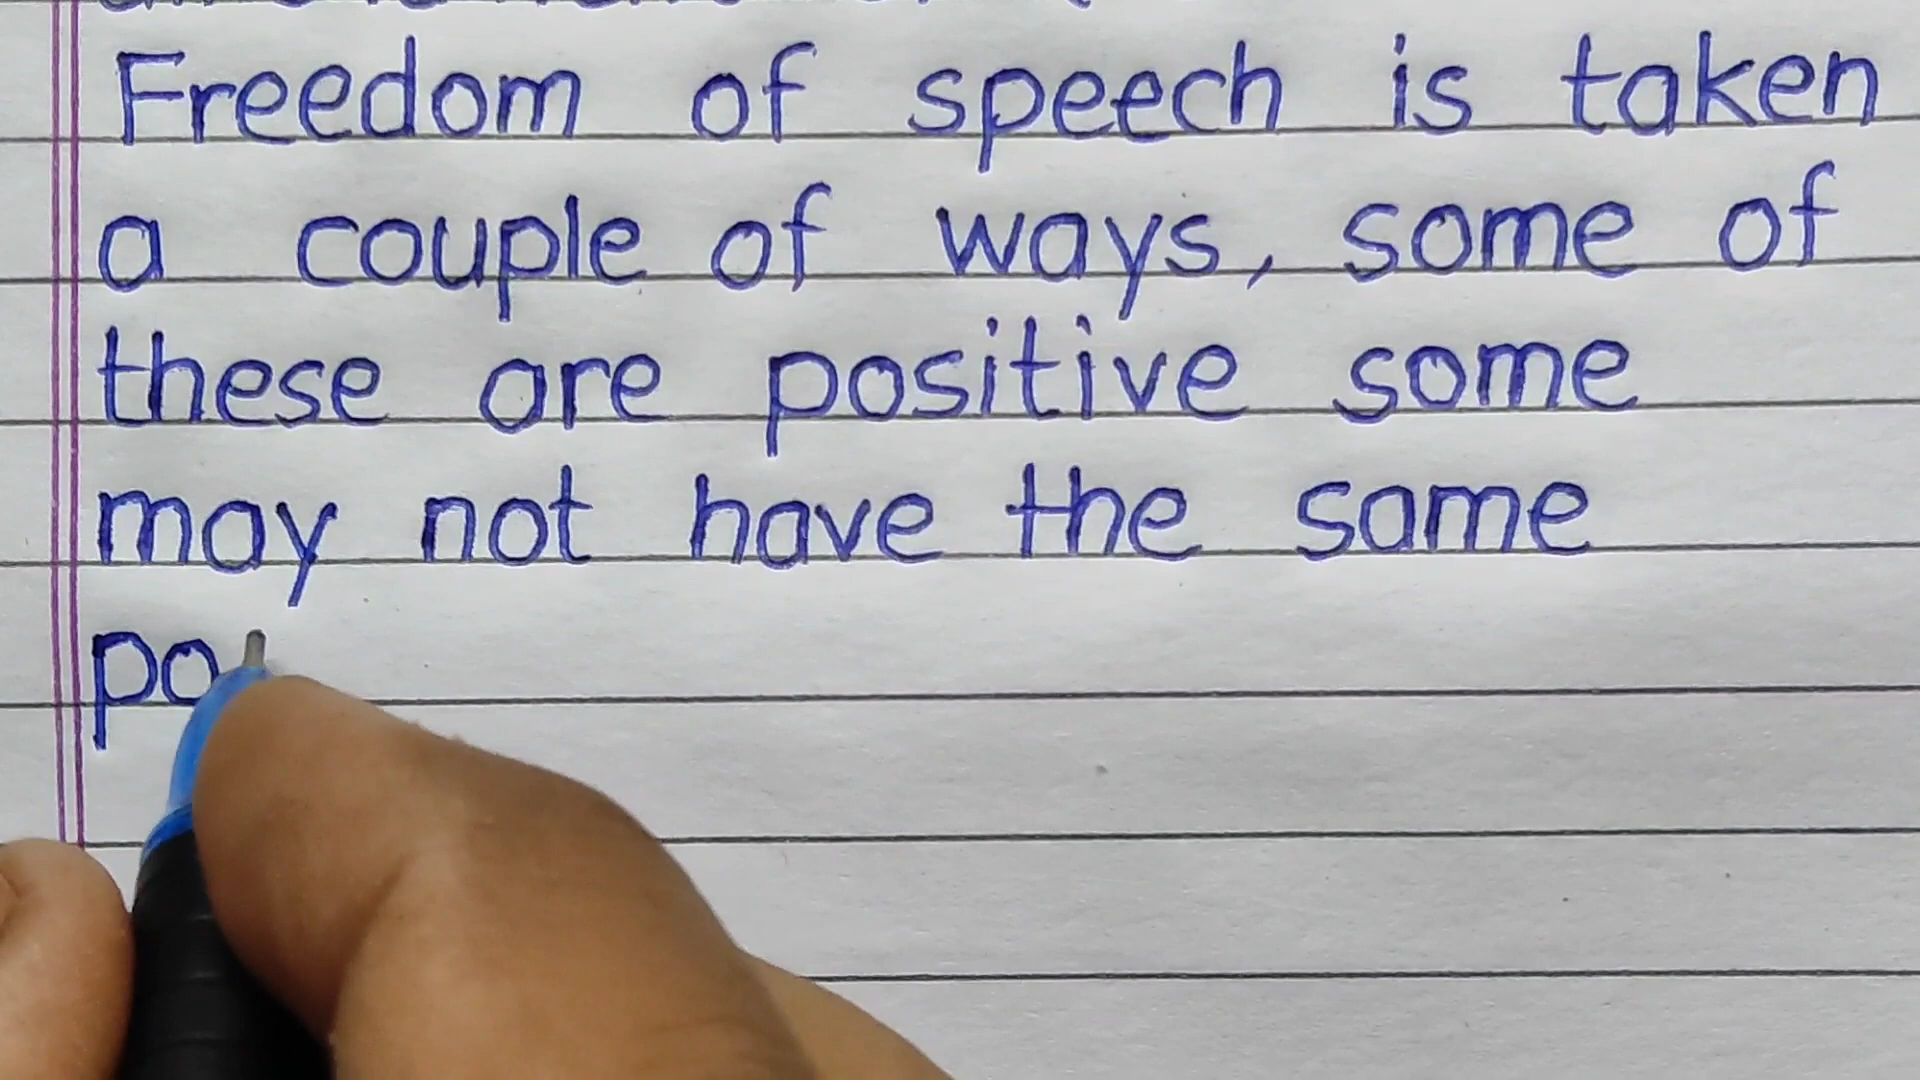 Freedom of speech is taken
a couple of ways, some of
these are positive some
may not have the same
po